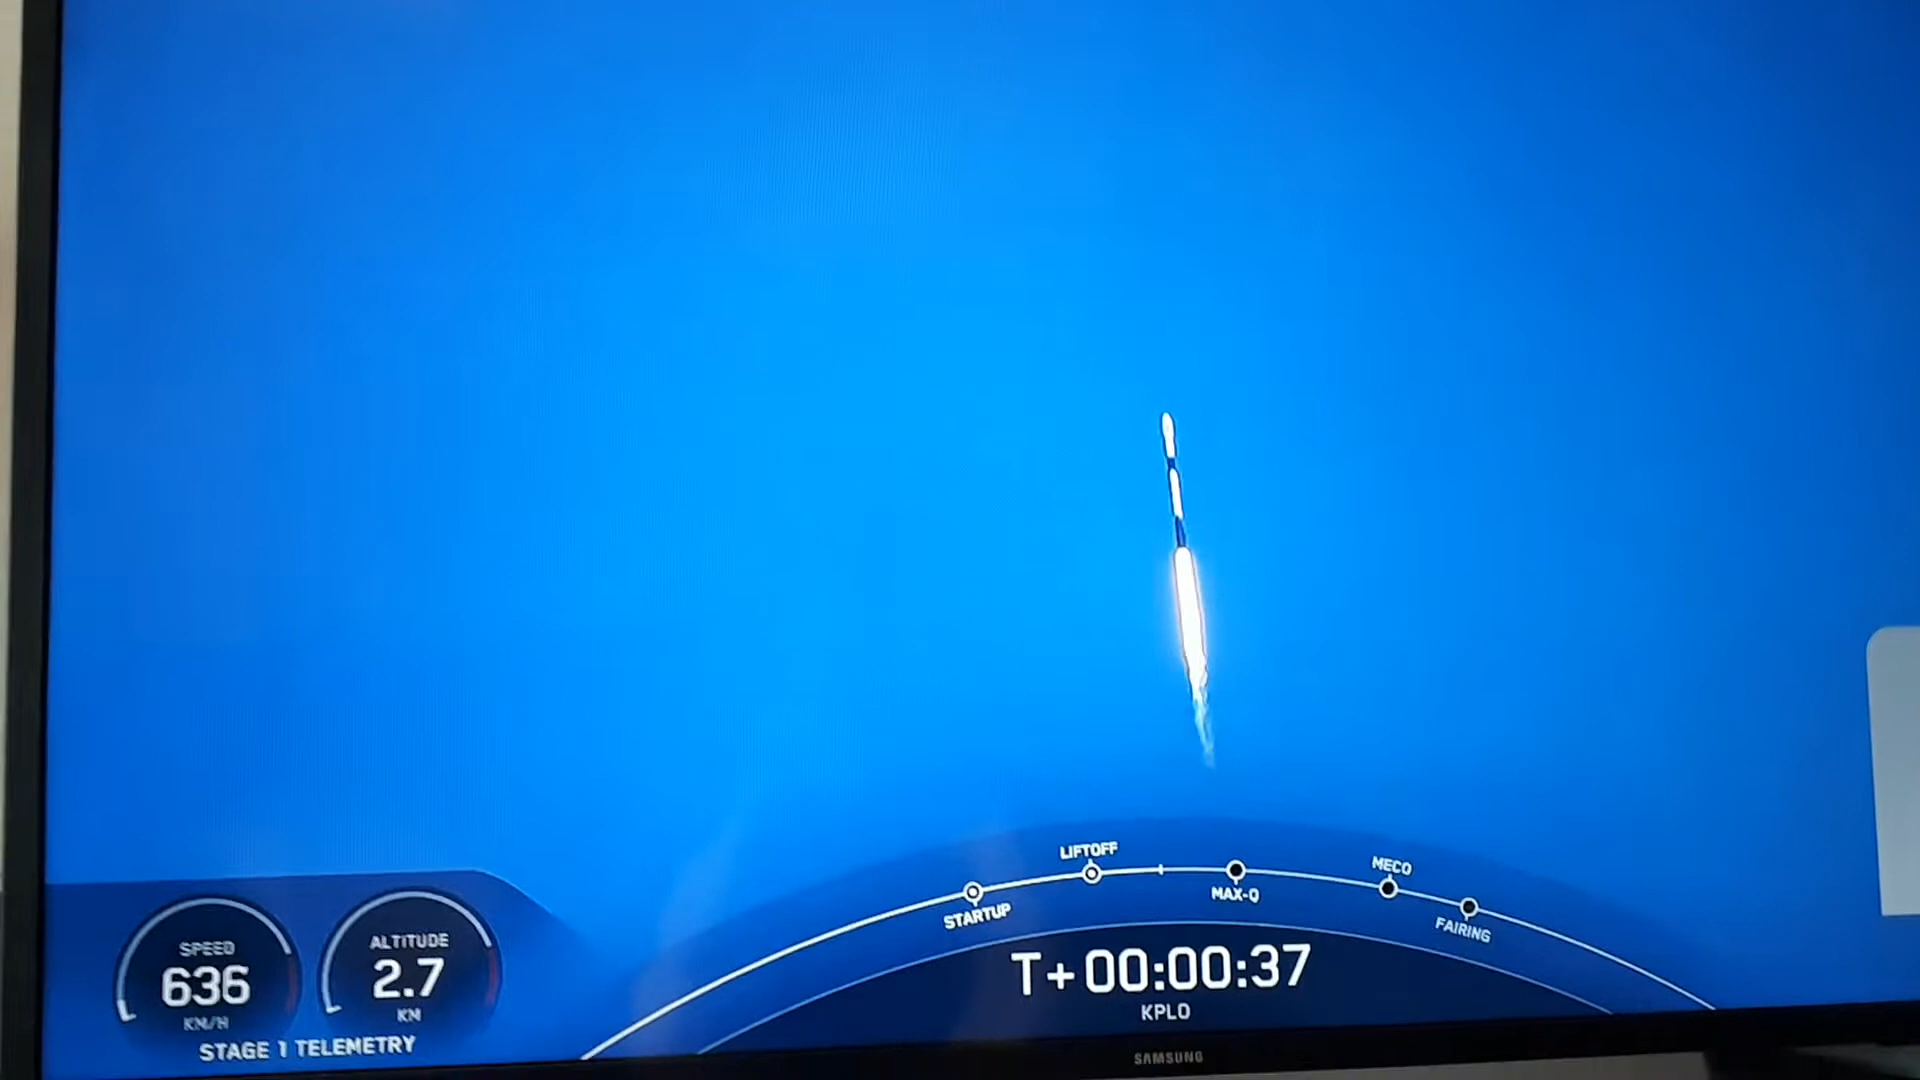 LIFTOFF
MECO
STARTUP
MAX-Q
FAIRING
SPEED
636
KM/H
ALTITUDE
2.7
KM
STAGE 1 TELEMETRY
T+00:00:37
KPLO
SAMSUNG